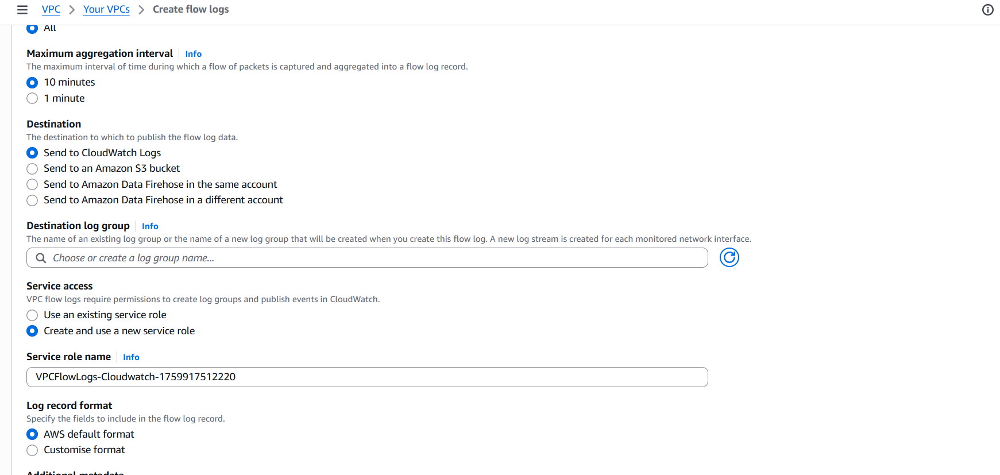 VPC > Your VPCs > Create flow logs
All
Maximum aggregation interval | Info
The maximum interval of time during which a flow of packets is captured and aggregated into a flow log record.
10 minutes
1 minute
Destination
The destination to which to publish the flow log data.
Send to CloudWatch Logs
Send to an Amazon S3 bucket
Send to Amazon Data Firehose in the same account
Send to Amazon Data Firehose in a different account
Destination log group | Info
The name of an existing log group or the name of a new log group that will be created when you create this flow log. A new log stream is created for each monitored network interface.
Choose or create a log group name...
Service access
VPC flow logs require permissions to create log groups and publish events in CloudWatch.
Use an existing service role
Create and use a new service role
Service role name | Info
VPCFlowLogs-Cloudwatch-1759917512220
Log record format
Specify the fields to include in the flow log record.
AWS default format
Customise format
Additional metadata